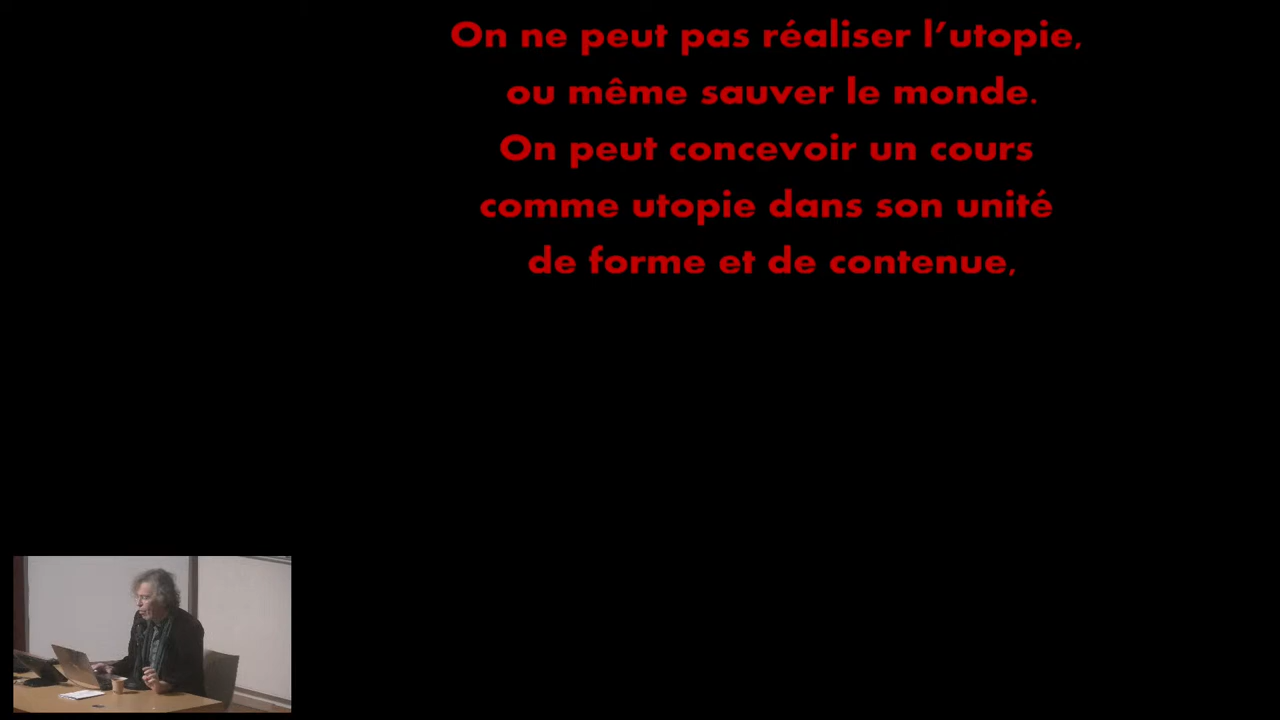 On ne peut pas réaliser l’utopie,
ou même sauver le monde.
On peut concevoir un cours
comme utopie dans son unité
de forme et de contenue,